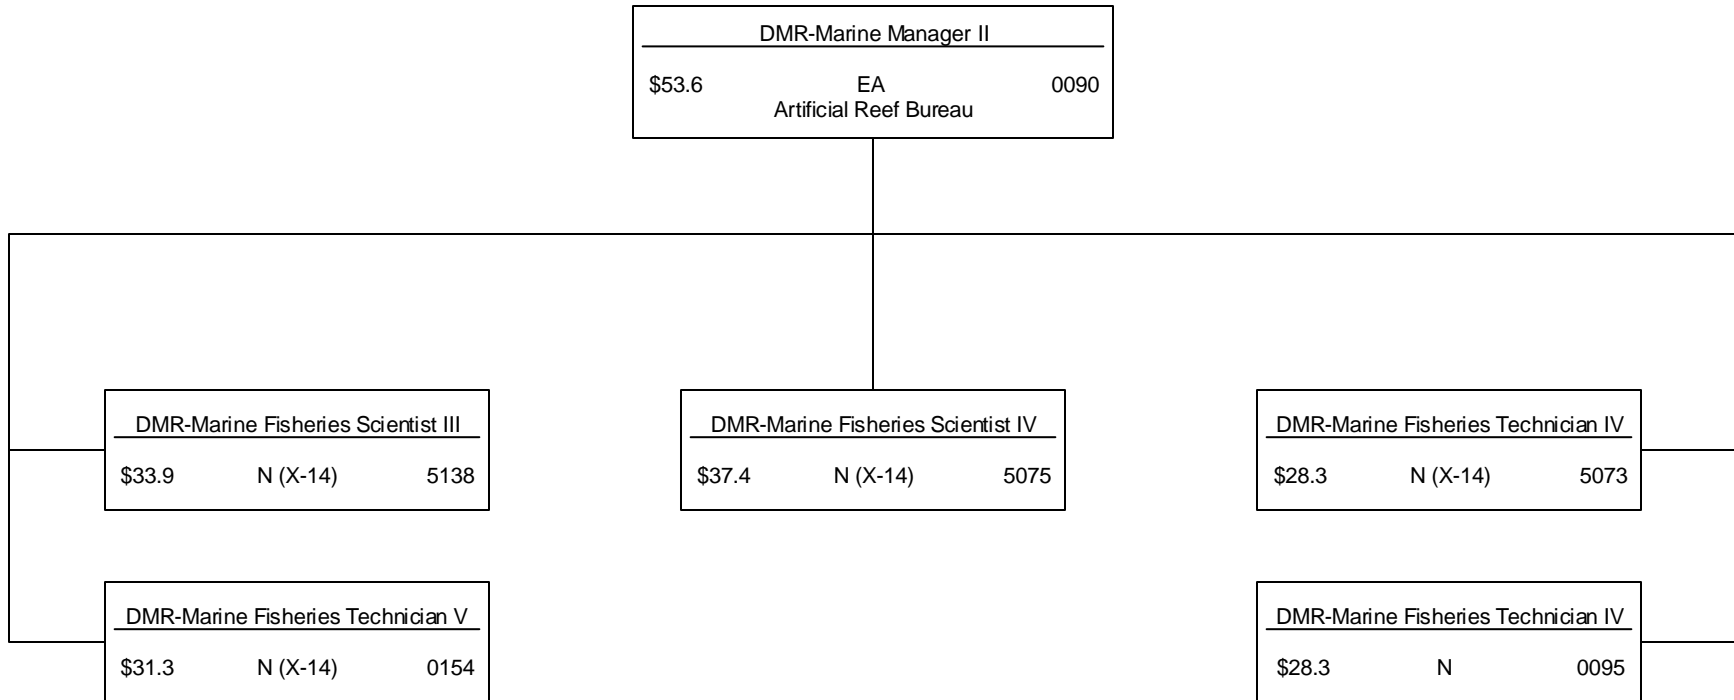 DMR-Marine Manager II
$53.6 EA 0090
Artificial Reef Bureau
DMR-Marine Fisheries Scientist III
$33.9 N (X-14) 5138
DMR-Marine Fisheries Scientist IV
$37.4 N (X-14) 5075
DMR-Marine Fisheries Technician IV
$28.3 N (X-14) 5073
DMR-Marine Fisheries Technician V
$31.3 N (X-14) 0154
DMR-Marine Fisheries Technician IV
$28.3 N 0095